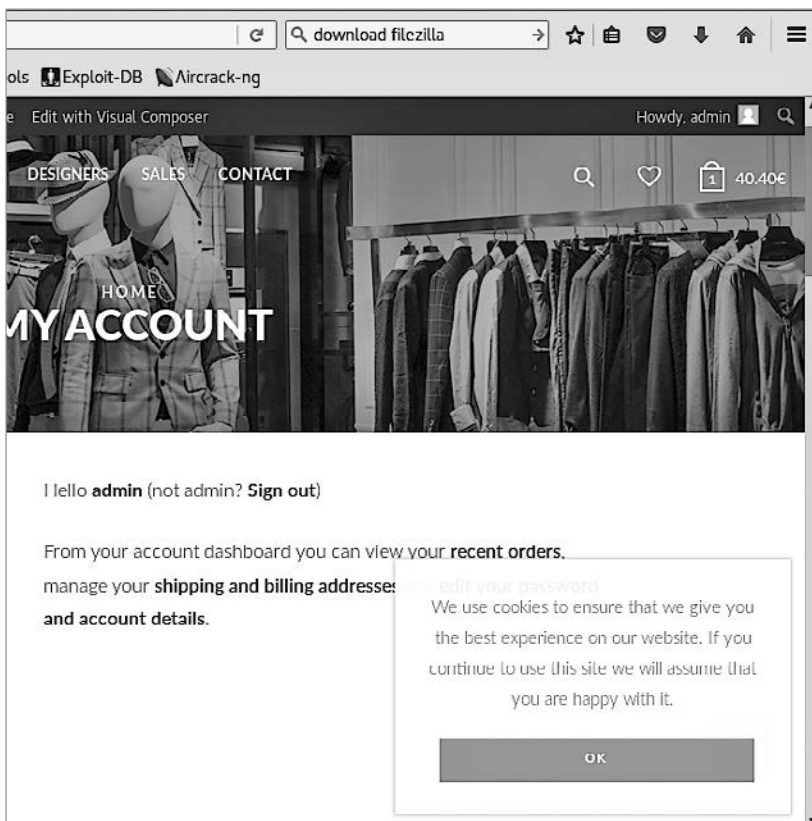 download filezilla
ols Exploit-DB Aircrack-ng
e Edit with Visual Composer Howdy, admin
DESIGNERS SALES CONTACT 1 40.40€
HOME
MY ACCOUNT
Hello admin (not admin? Sign out)
From your account dashboard you can view your recent orders,
manage your shipping and billing addresses and edit your password
and account details.
We use cookies to ensure that we give you
the best experience on our website. If you
continue to use this site we will assume that
you are happy with it.
OK